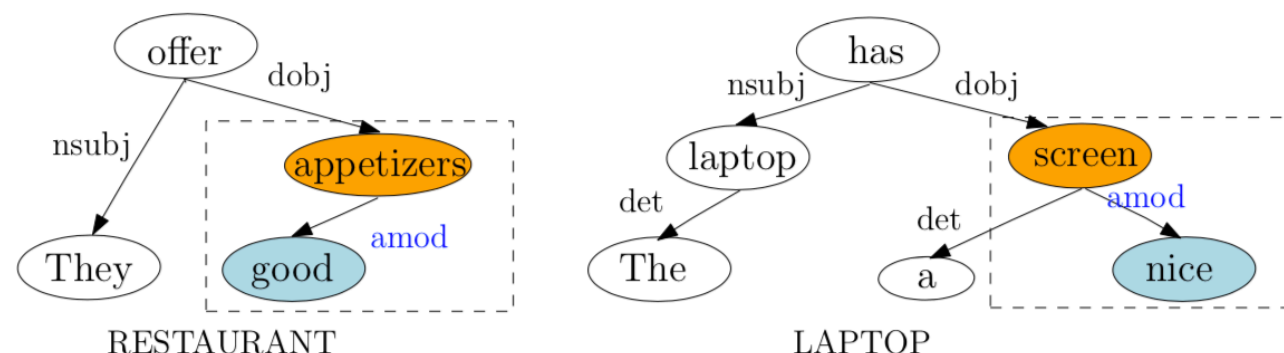 offer
has
dobj
nsubj
dobj
nsubj
appetizers
laptop
screen
det
amod
det
amod
They
good
The
a
nice
RESTAURANT
LAPTOP